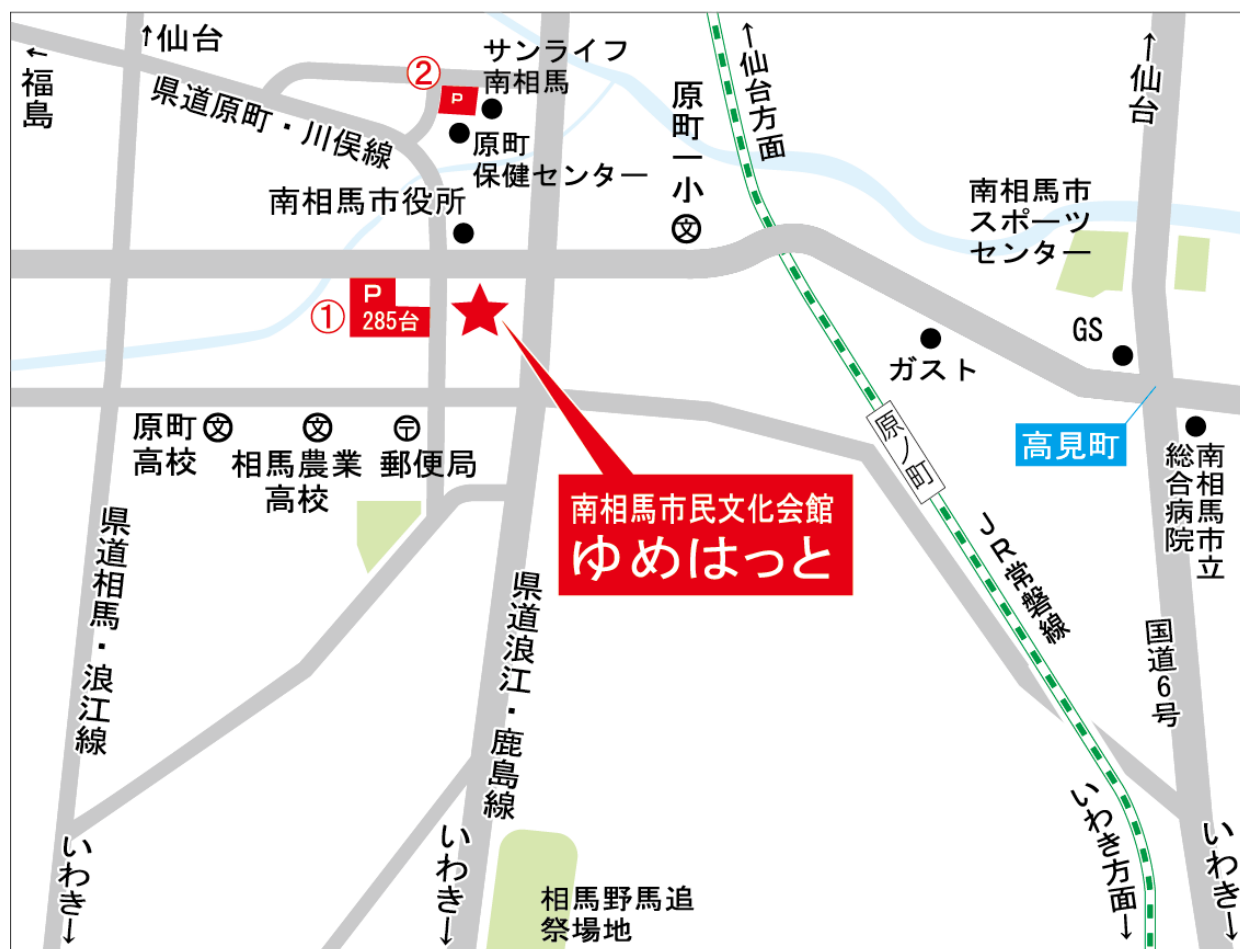 ↑仙台
サンライフ
南相馬
②
P
←福島
県道原町・川俣線
原町
保健センター
南相馬市役所
原町一小
文
←仙台方面
←仙台
南相馬市
スポーツ
センター
①
P
285台
GS
ガスト
高見町
原町
高校
文
相馬農業
高校
文
〒
郵便局
原ノ町
南相馬市立
総合病院
南相馬市民文化会館
ゆめはっと
JR常磐線
県道相馬・浪江線
県道浪江・鹿島線
国道6号
いわき→
いわき→
相馬野馬追
祭場地
いわき方面→
いわき→